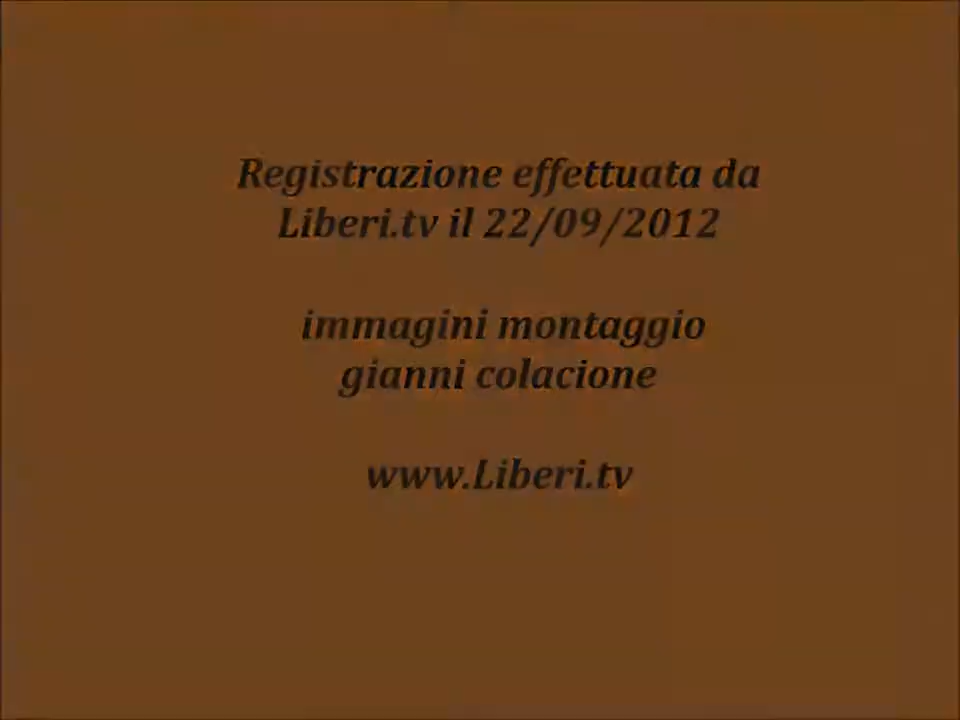 Registrazione effettuata da
Liberi.tv il 22/09/2012
immagini montaggio
gianni colacione
www.Liberi.tv